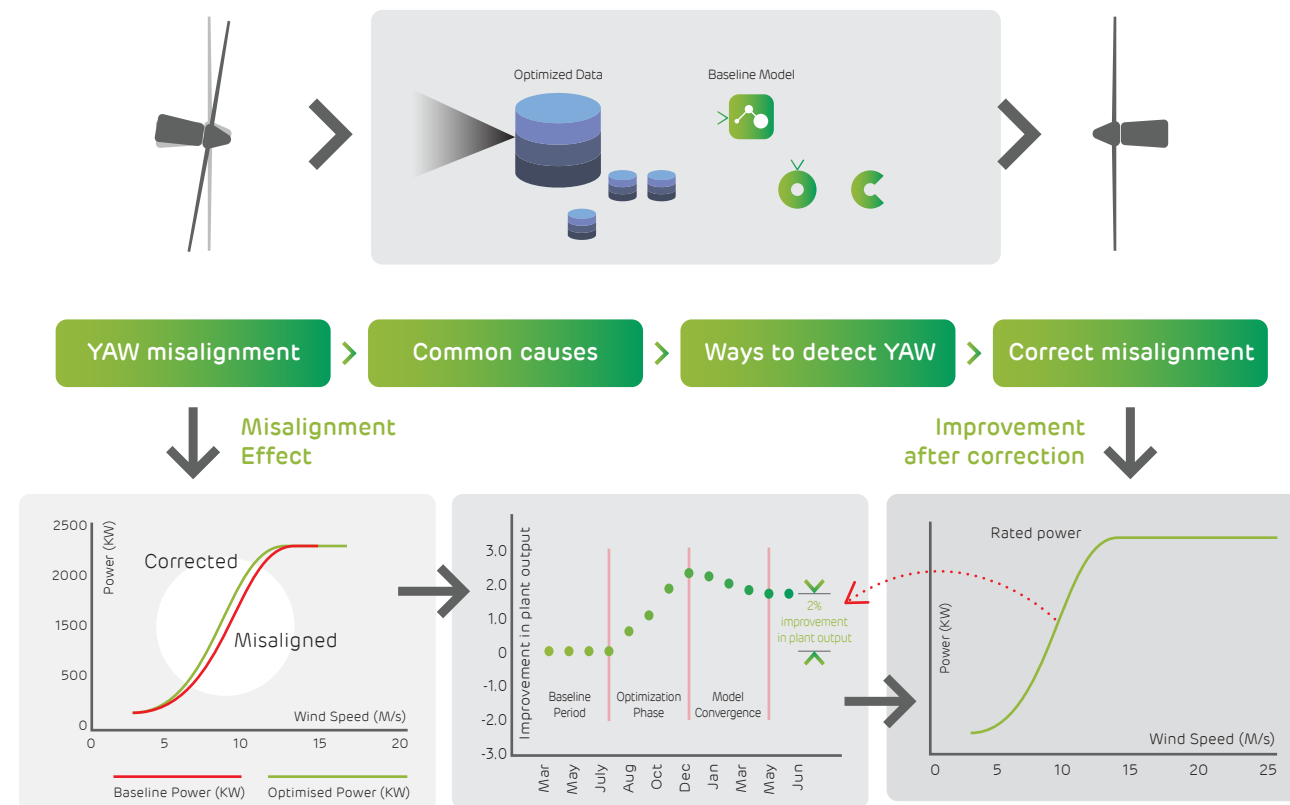 Optimized Data
Baseline Model
YAW misalignment
Common causes
Ways to detect YAW
Correct misalignment
Misalignment
Effect
Improvement
after correction
2500
2000
1500
500
0
Power (KW)
Corrected
Misaligned
Wind Speed (M/s)
0 5 10 15 20
Baseline Power (KW)
Optimised Power (KW)
Improvement in plant output
3.0
2.0
1.0
0
-1.0
-2.0
-3.0
Baseline
Period
Optimization
Phase
Model
Convergence
2%
improvement
in plant output
Mar
May
July
Aug
Oct
Dec
Jan
Mar
May
Jun
Rated power
0
Power (KW)
Wind Speed (M/s)
0 5 10 15 20 25